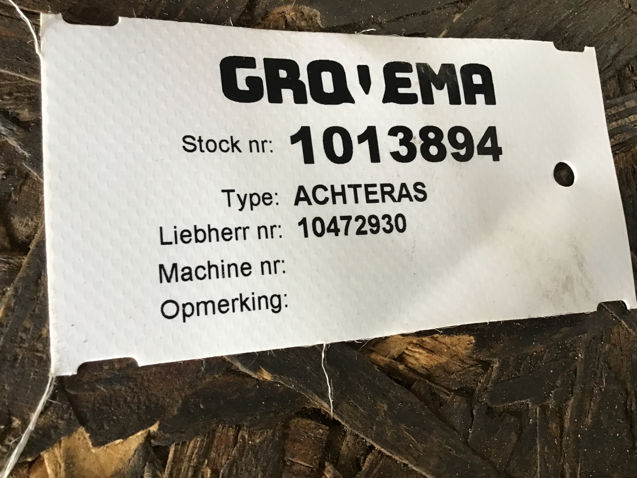 GROVEMA
Stock nr: 1013894
Type: ACHTERAS
Liebherr nr: 10472930
Machine nr:
Opmerking: